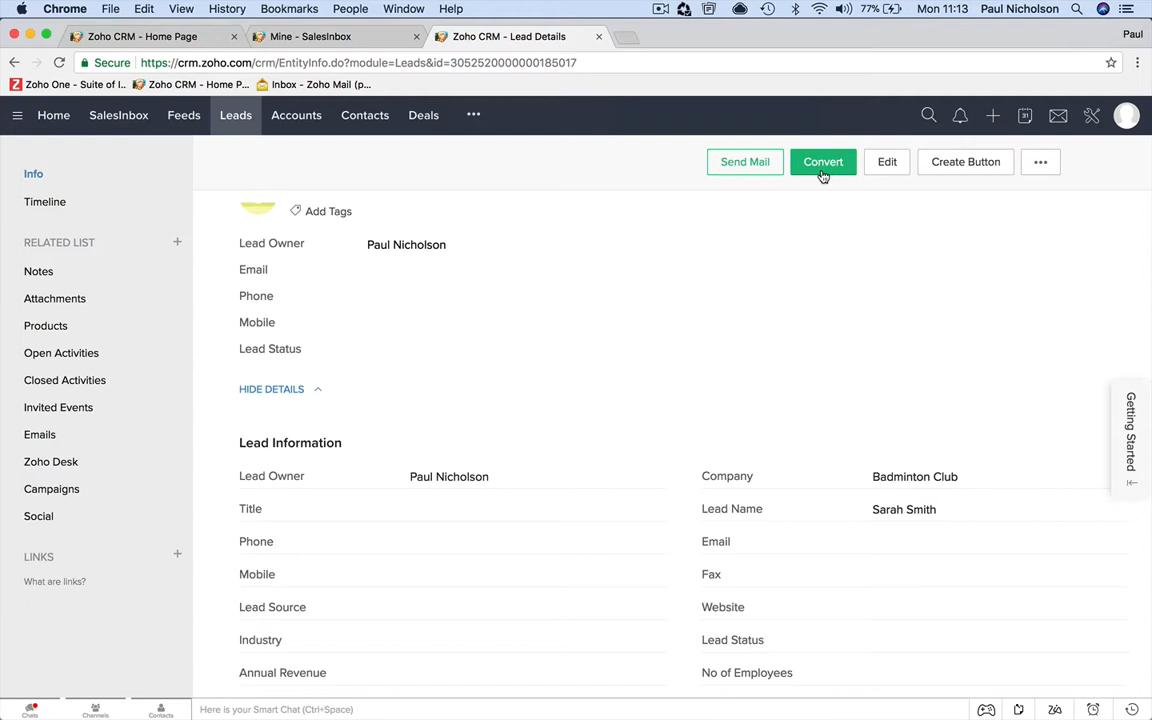 Chrome File Edit View History Bookmarks People Window Help 77% Mon 11:13 Paul Nicholson
Zoho CRM - Home Page × Mine - SalesInbox × Zoho CRM - Lead Details × Paul
Secure https://crm.zoho.com/crm/EntityInfo.do?module=Leads&id=3052520000000185017
Zoho One - Suite of I... Zoho CRM - Home P... Inbox - Zoho Mail (p...
Home SalesInbox Feeds Leads Accounts Contacts Deals ••• 31
Send Mail Convert Edit Create Button •••
Info
Timeline
RELATED LIST +
Notes
Attachments
Products
Open Activities
Closed Activities
Invited Events
Emails
Zoho Desk
Campaigns
Social
LINKS +
What are links?
Add Tags
Lead Owner Paul Nicholson
Email
Phone
Mobile
Lead Status
HIDE DETAILS
Lead Information
Lead Owner Paul Nicholson Company Badminton Club
Title Lead Name Sarah Smith
Phone Email
Mobile Fax
Lead Source Website
Industry Lead Status
Annual Revenue No of Employees
Getting Started
Chats Channels Contacts Here is your Smart Chat (Ctrl+Space)